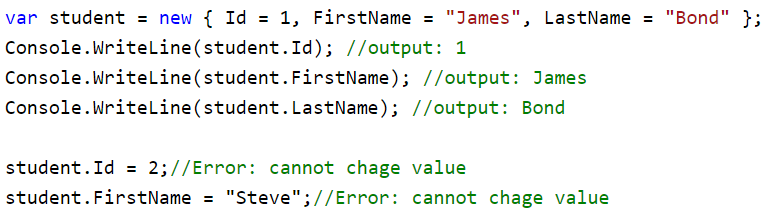 var student = new { Id = 1, FirstName = "James", LastName = "Bond" };
Console.WriteLine(student.Id); //output: 1
Console.WriteLine(student.FirstName); //output: James
Console.WriteLine(student.LastName); //output: Bond
student.Id = 2;//Error: cannot chage value
student.FirstName = "Steve";//Error: cannot chage value